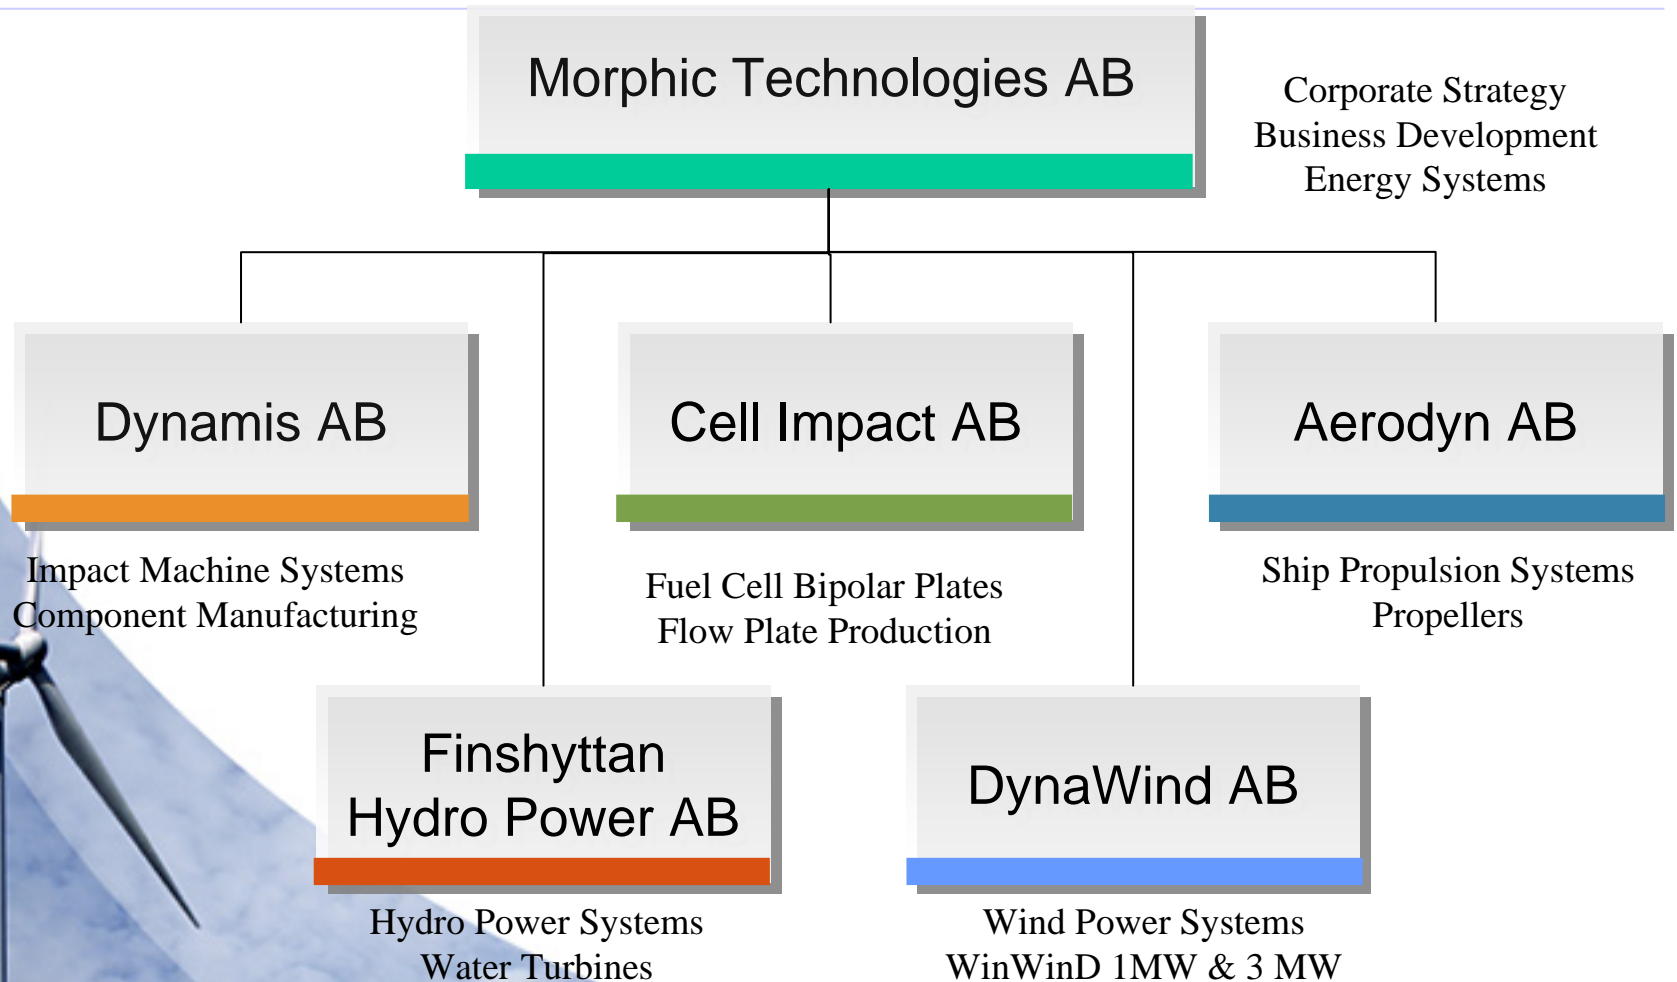 Morphic Technologies AB
Corporate Strategy
Business Development
Energy Systems
Dynamis AB
Impact Machine Systems
Component Manufacturing
Cell Impact AB
Fuel Cell Bipolar Plates
Flow Plate Production
Aerodyn AB
Ship Propulsion Systems
Propellers
Finshyttan
Hydro Power AB
Hydro Power Systems
Water Turbines
DynaWind AB
Wind Power Systems
WinWinD 1MW & 3 MW